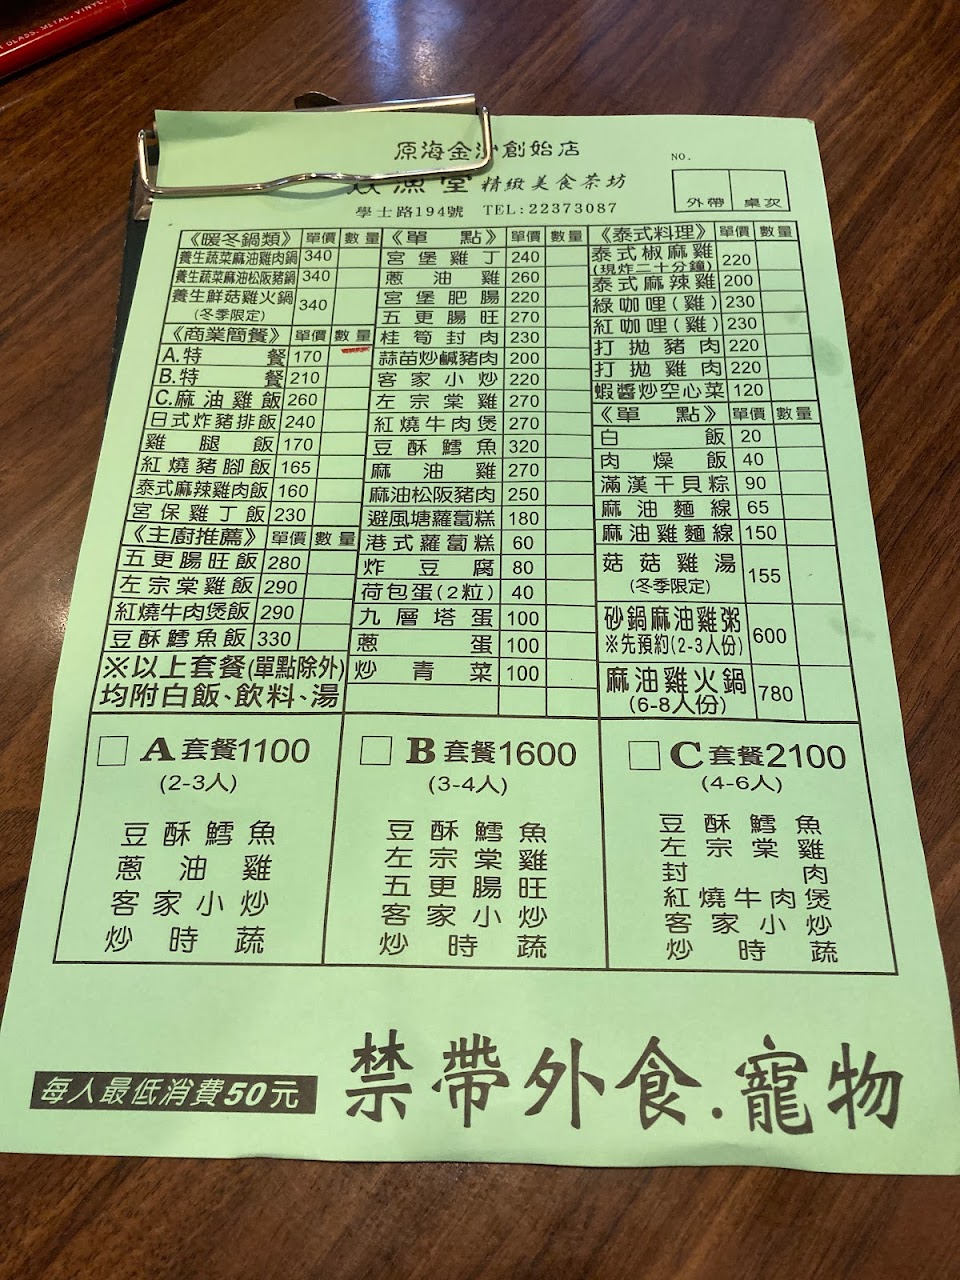 GLASS, METAL, VINYL,
原海金沙創始店
漁堂 精緻美食茶坊
學士路194號 TEL:22373087
NO.
外帶 桌次
《暖冬鍋類》 單價 數量
養生蔬菜麻油雞肉鍋 340
養生蔬菜麻油松阪豬鍋 340
養生鮮菇雞火鍋 340
(冬季限定)
《商業簡餐》 單價 數量
A.特餐 170
B.特餐 210
C.麻油雞飯 260
日式炸豬排飯 240
雞腿飯 170
紅燒豬腳飯 165
泰式麻辣雞肉飯 160
宮保雞丁飯 230
《主廚推薦》 單價 數量
五更腸旺飯 280
左宗棠雞飯 290
紅燒牛肉煲飯 290
豆酥鱈魚飯 330
※以上套餐(單點除外)
均附白飯、飲料、湯
《單點》 單價 數量
宮堡雞丁 240
蔥油雞 260
宮堡肥腸 220
五更腸旺 270
桂筍封肉 230
蒜苗炒鹹豬肉 200
客家小炒 220
左宗棠雞 270
紅燒牛肉煲 270
豆酥鱈魚 320
麻油雞 270
麻油松阪豬肉 250
避風塘蘿蔔糕 180
港式蘿蔔糕 60
炸豆腐 80
荷包蛋(2粒) 40
九層塔蛋 100
蔥蛋 100
炒青菜 100
《泰式料理》 單價 數量
泰式椒麻雞 220
(現炸二十分鐘)
泰式麻辣雞 200
綠咖哩(雞) 230
紅咖哩(雞) 230
打拋豬肉 220
打拋雞肉 220
蝦醬炒空心菜 120
《單點》 單價 數量
白飯 20
肉燥飯 40
滿漢干貝粽 90
麻油麵線 65
麻油雞麵線 150
菇菇雞湯 155
(冬季限定)
砂鍋麻油雞粥 600
※先預約(2-3人份)
麻油雞火鍋 780
(6-8人份)
A 套餐1100
(2-3人)
豆酥鱈魚
蔥油雞
客家小炒
炒時蔬
B 套餐1600
(3-4人)
豆酥鱈魚
左宗棠雞
五更腸旺
客家小炒
炒時蔬
C 套餐2100
(4-6人)
豆酥鱈魚
左宗棠雞
封肉
紅燒牛肉煲
客家小炒
炒時蔬
每人最低消費50元
禁帶外食.寵物